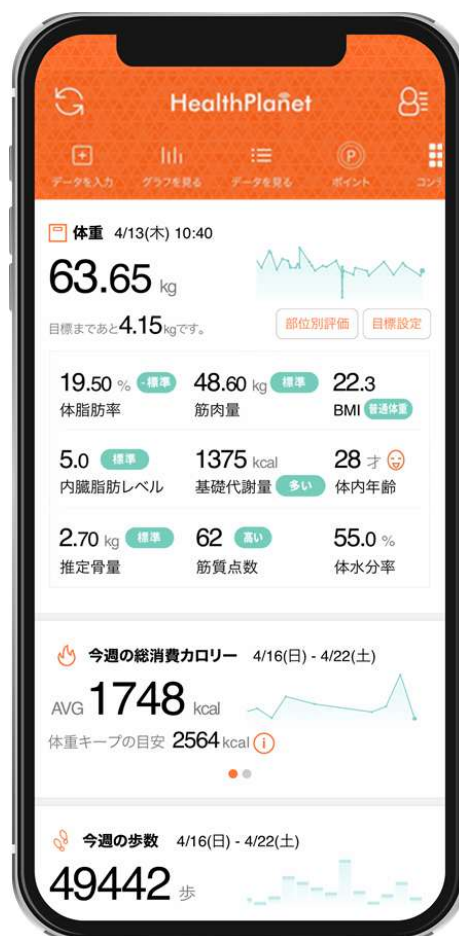 HealthPlanet
データを入力 グラフを見る データを見る ポイント コンテ
体重 4/13(木) 10:40
63.65 kg
目標まであと4.15kgです。
部位別評価 目標設定
19.50 % -標準 48.60 kg 標準 22.3
体脂肪率 筋肉量 BMI 普通体重
5.0 標準 1375 kcal 28 才
内臓脂肪レベル 基礎代謝量 多い 体内年齢
2.70 kg 標準 62 高い 55.0 %
推定骨量 筋質点数 体水分率
今週の総消費カロリー 4/16(日) - 4/22(土)
AVG 1748 kcal
体重キープの目安 2564 kcal i
今週の歩数 4/16(日) - 4/22(土)
49442 歩